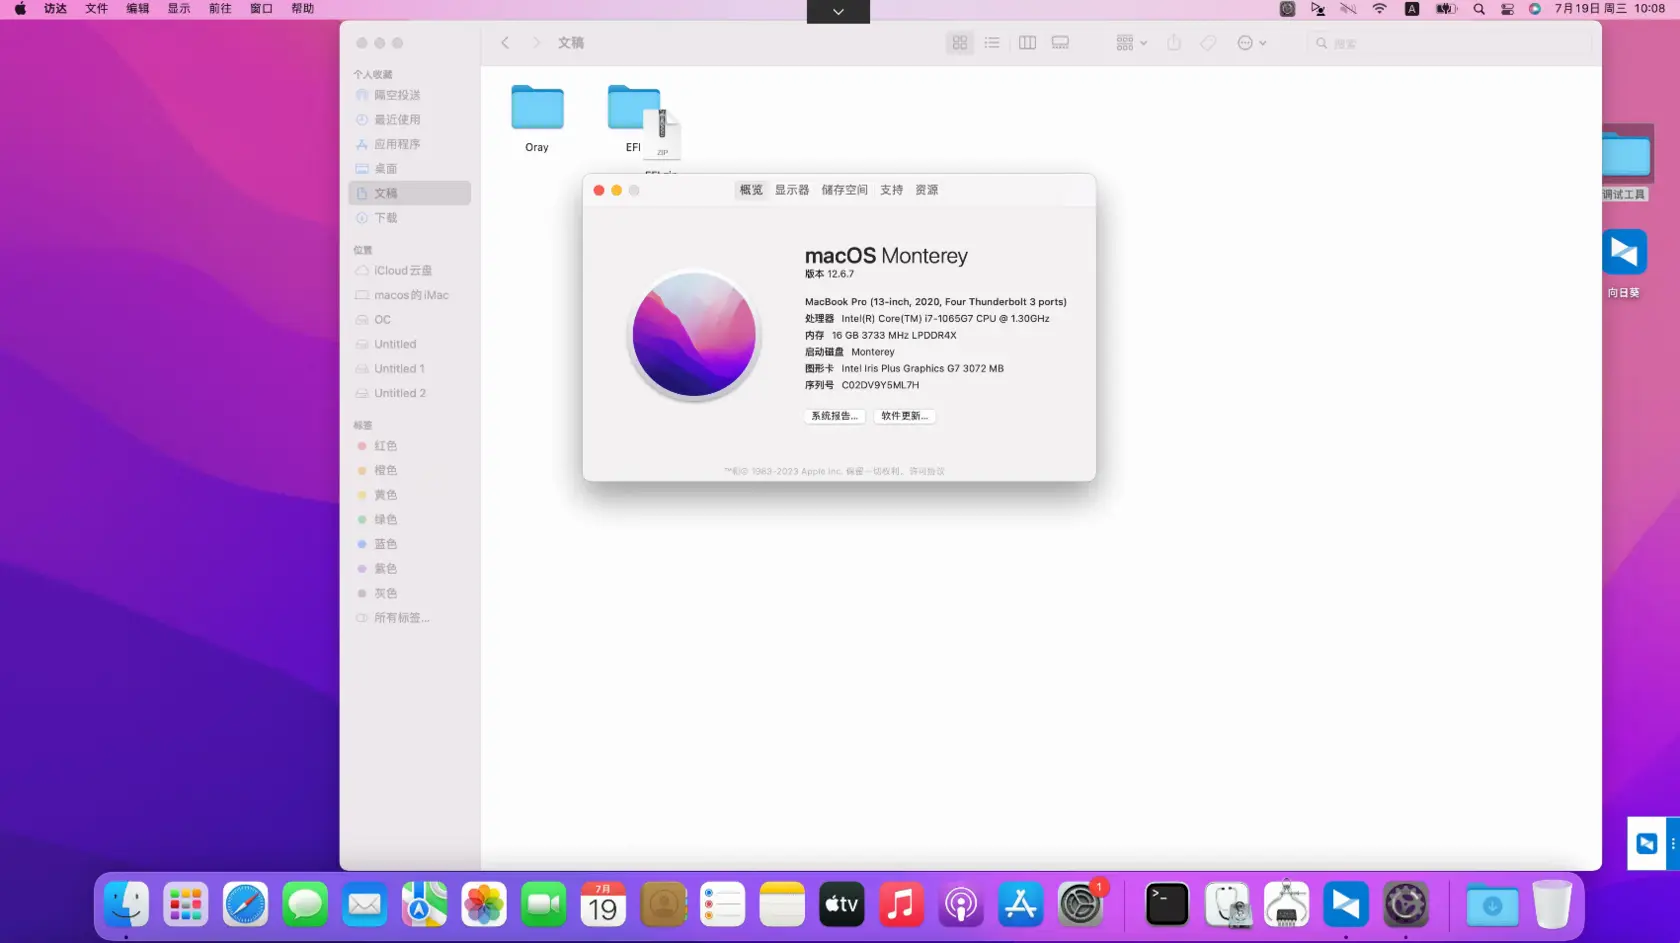 访达 文件 编辑 显示 前往 窗口 帮助
A
7月19日 周三 10:08
文稿
搜索
个人收藏
隔空投送
最近使用
应用程序
桌面
文稿
下载
位置
iCloud 云盘
macos的 iMac
OC
Untitled
Untitled 1
Untitled 2
标签
红色
橙色
黄色
绿色
蓝色
紫色
灰色
所有标签...
Oray
EFI
ZIP
概览 显示器 储存空间 支持 资源
macOS Monterey
版本 12.6.7
MacBook Pro (13-inch, 2020, Four Thunderbolt 3 ports)
处理器 Intel(R) Core(TM) i7-1065G7 CPU @ 1.30GHz
内存 16 GB 3733 MHz LPDDR4X
启动磁盘 Monterey
图形卡 Intel Iris Plus Graphics G7 3072 MB
序列号 C02DV9Y5ML7H
系统报告... 软件更新...
™和© 1983-2023 Apple Inc. 保留一切权利。许可协议
调试工具
向日葵
7月
19
tv
1
>_